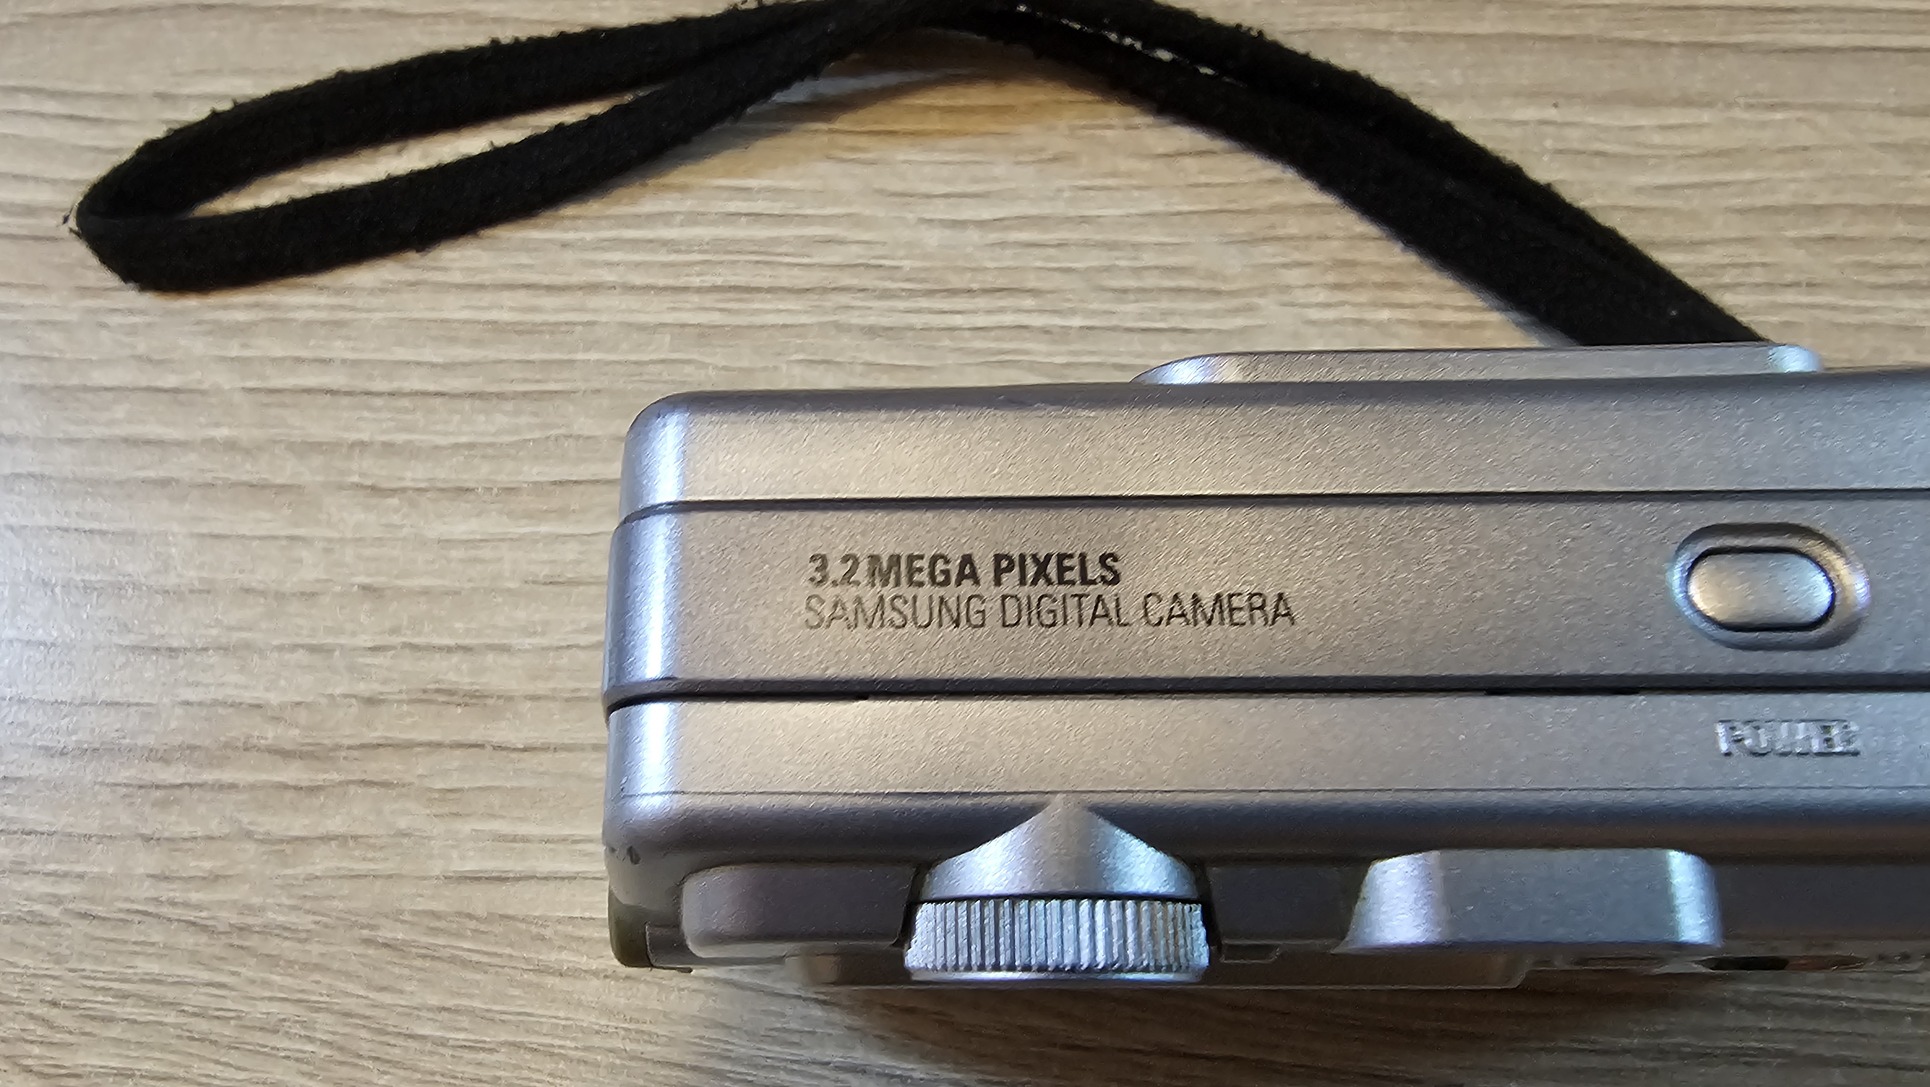 3.2 MEGA PIXELS
SAMSUNG DIGITAL CAMERA
POWER